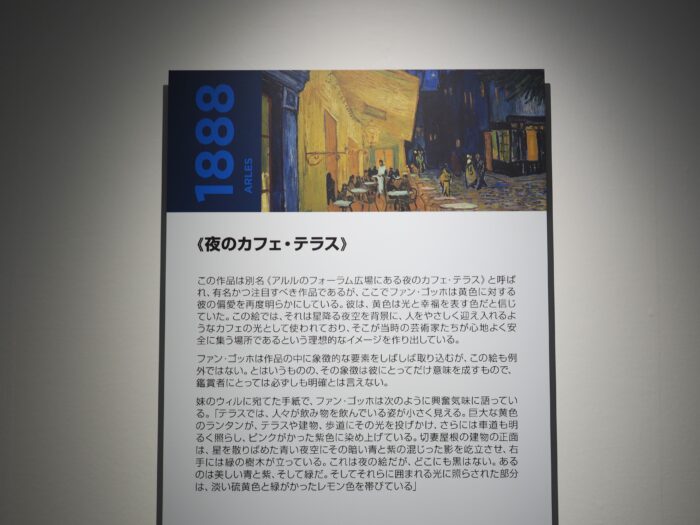 1888
ARLES
《夜のカフェ・テラス》
この作品は別名《アルルのフォーラム広場にある夜のカフェ・テラス》と呼ば
れ、有名かつ注目すべき作品であるが、ここでファン・ゴッホは黄色に対する
彼の偏愛を再度明らかにしている。彼は、黄色は光と幸福を表す色だと信じ
ていた。この絵では、それは星降る夜空を背景に、人をやさしく迎え入れるよ
うなカフェの光として使われており、そこが当時の芸術家たちが心地よく安
全に集う場所であるという理想的なイメージを作り出している。
ファン・ゴッホは作品の中に象徴的な要素をしばしば取り込むが、この絵も例
外ではない。とはいうものの、その象徴は彼にとってだけ意味を成すもので、
鑑賞者にとっては必ずしも明確とは言えない。
妹のウィルに宛てた手紙で、ファン・ゴッホは次のように興奮気味に語ってい
る。「テラスでは、人々が飲み物を飲んでいる姿が小さく見える。巨大な黄色
のランタンが、テラスや建物、歩道にその光を投げかけ、さらには車道も明
るく照らし、ピンクがかった紫色に染め上げている。切妻屋根の建物の正面
は、星を散りばめた青い夜空にその暗い青と紫の混じった影を屹立させ、右
手には緑の樹木が立っている。これは夜の絵だが、どこにも黒はない。ある
のは美しい青と紫、そして緑だ。そしてそれらに囲まれる光に照らされた部分
は、淡い硫黄色と緑がかったレモン色を帯びている」